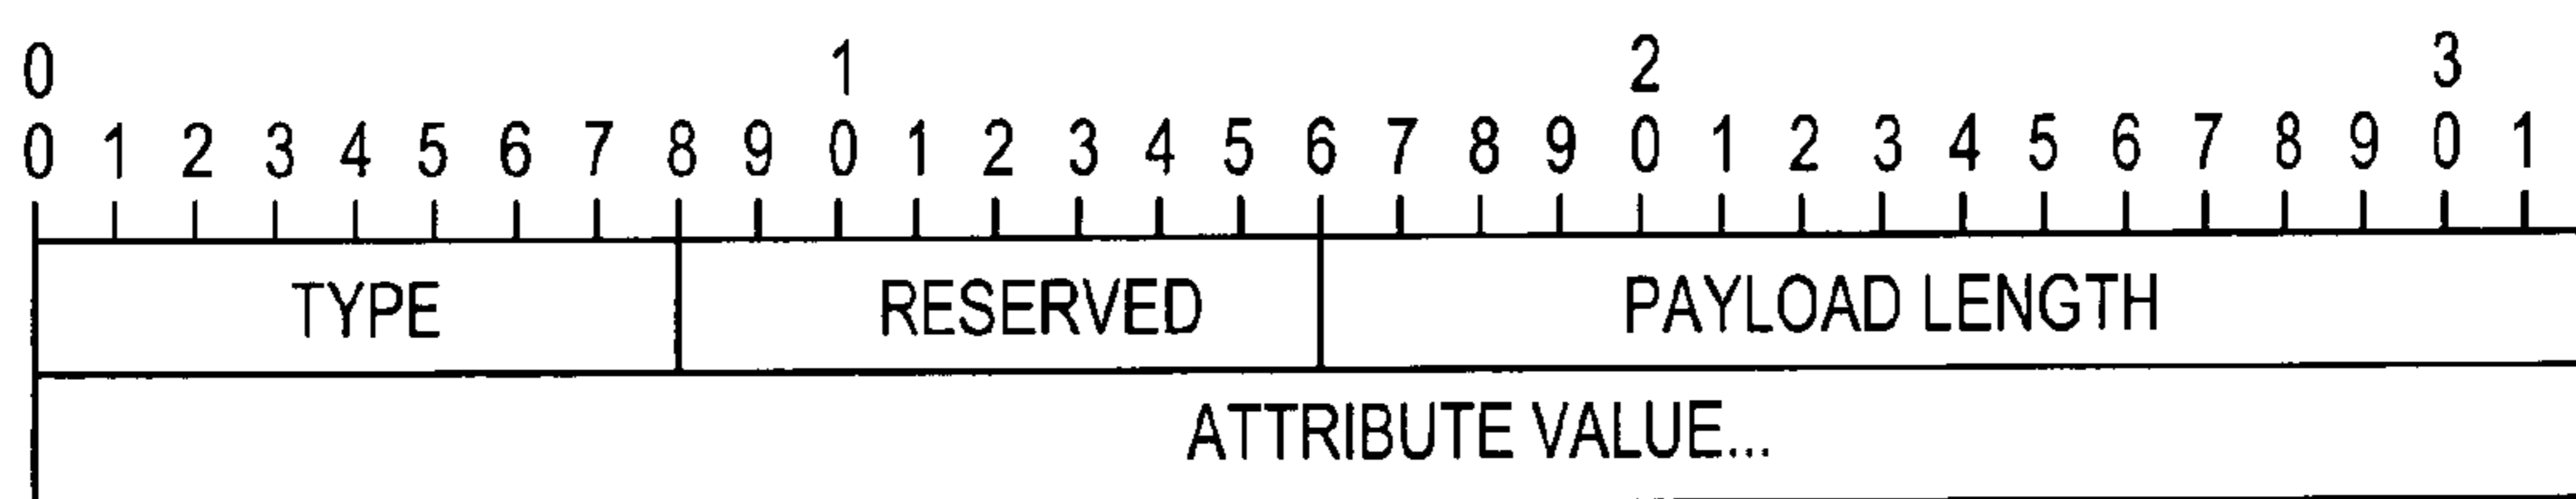 0 1 2 3
0 1 2 3 4 5 6 7 8 9 0 1 2 3 4 5 6 7 8 9 0 1 2 3 4 5 6 7 8 9 0 1
TYPE RESERVED PAYLOAD LENGTH
ATTRIBUTE VALUE...